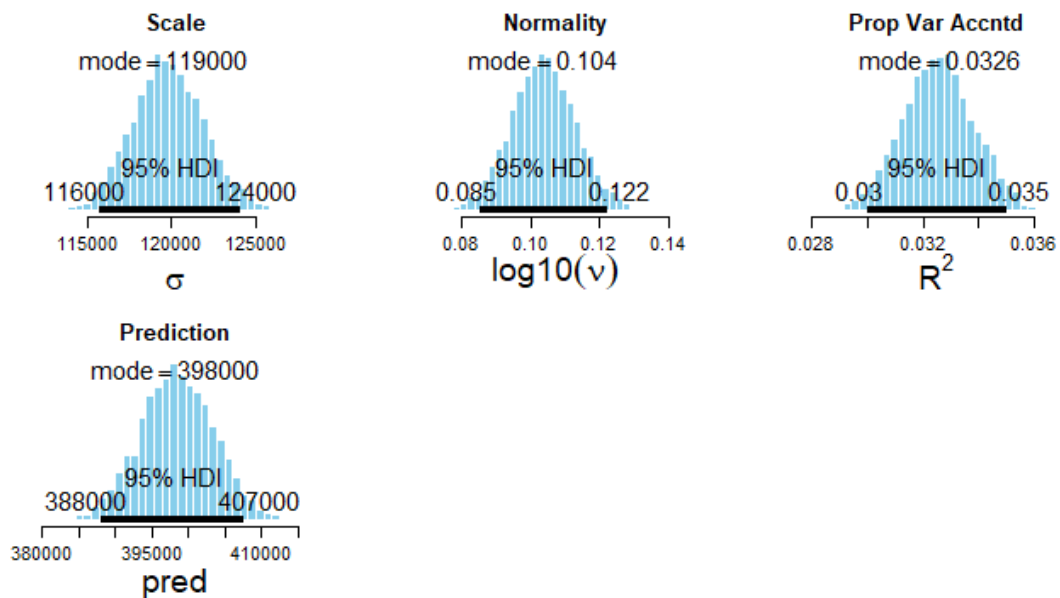 Scale
mode = 119000
95% HDI
116000
124000
115000 120000 125000
σ
Normality
mode = 0.104
95% HDI
0.085
0.122
0.08 0.10 0.12 0.14
log10(ν)
Prop Var Accntd
mode = 0.0326
95% HDI
0.03
0.035
0.028 0.032 0.036
R²
Prediction
mode = 398000
95% HDI
388000
407000
380000 395000 410000
pred